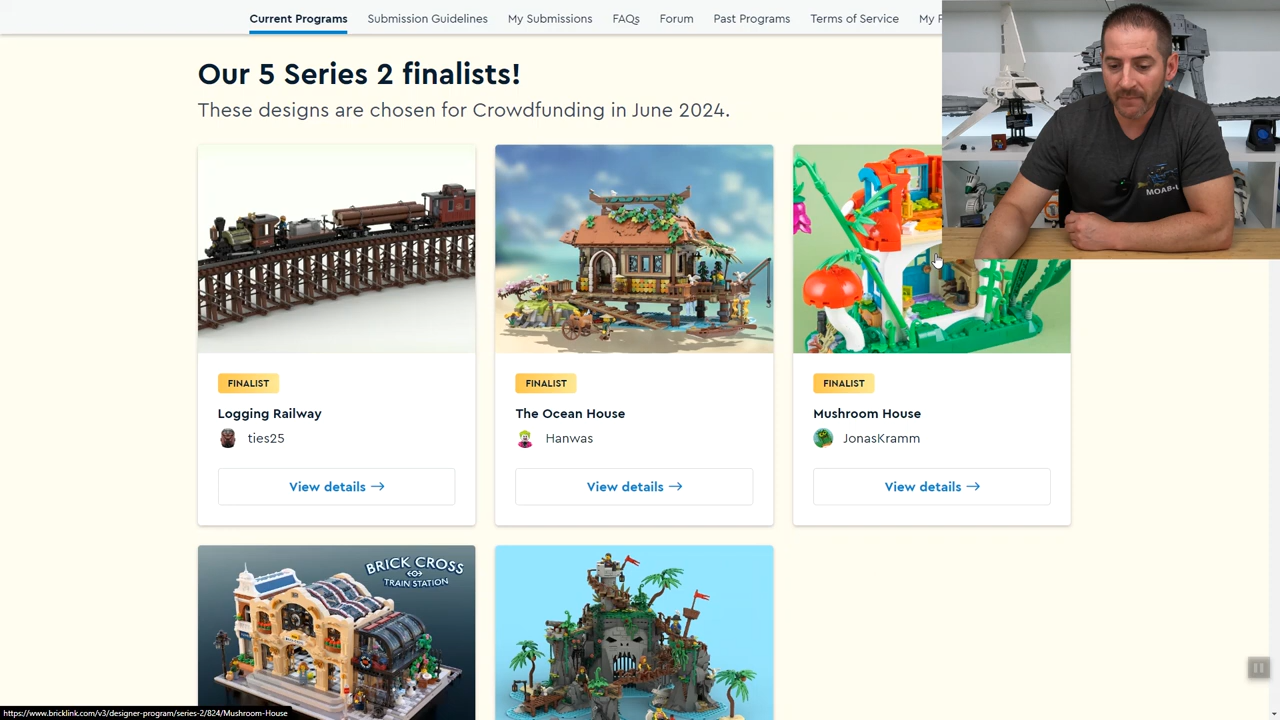 Current Programs
Submission Guidelines
My Submissions
FAQs
Forum
Past Programs
Terms of Service
My
Our 5 Series 2 finalists!
These designs are chosen for Crowdfunding in June 2024.
FINALIST
Logging Railway
ties25
View details →
FINALIST
The Ocean House
Hanwas
View details →
FINALIST
Mushroom House
JonasKramm
View details →
BRICK CROSS
TRAIN STATION
MOAB-U
https://www.bricklink.com/v3/designer-program/series-2/824/Mushroom-House